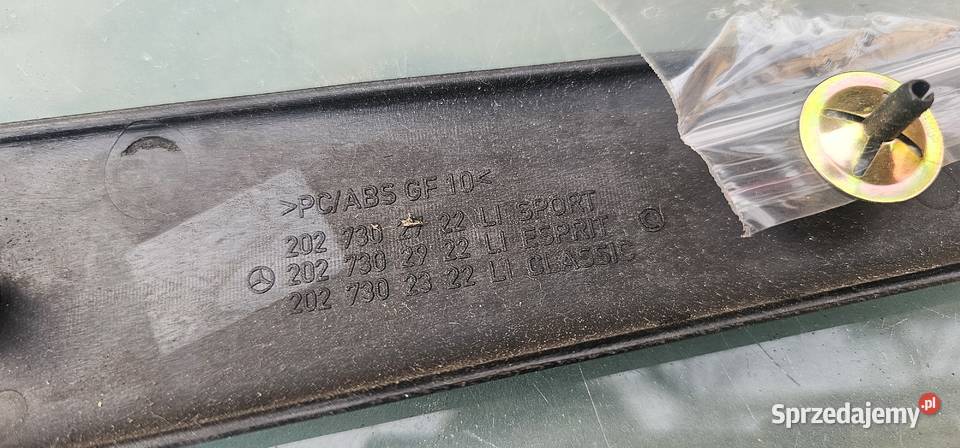 >PC/ABS GF 10<
202 730 27 22 LI SPORT
202 730 29 22 LI ESPRIT
202 730 23 22 LI CLASSIC
Sprzedajemy.pl